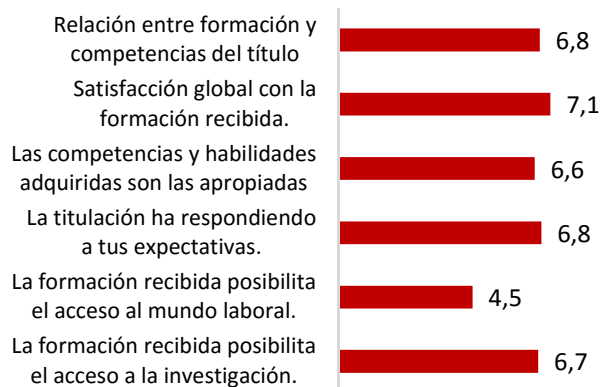 Relación entre formación y
competencias del título
6,8
Satisfacción global con la
formación recibida.
7,1
Las competencias y habilidades
adquiridas son las apropiadas
6,6
La titulación ha respondiendo
a tus expectativas.
6,8
La formación recibida posibilita
el acceso al mundo laboral.
4,5
La formación recibida posibilita
el acceso a la investigación.
6,7